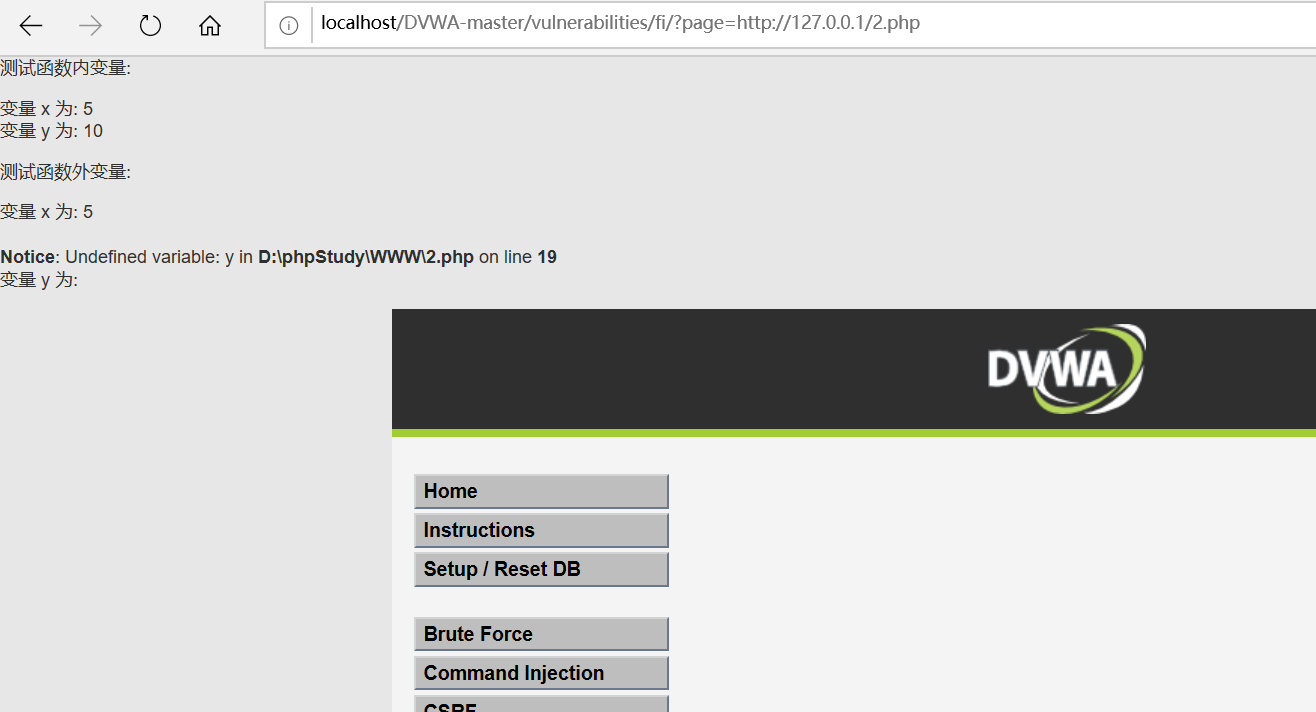 localhost/DVWA-master/vulnerabilities/fi/?page=http://127.0.0.1/2.php
测试函数内变量:
变量 x 为: 5
变量 y 为: 10
测试函数外变量:
变量 x 为: 5
Notice: Undefined variable: y in D:\phpStudy\WWW\2.php on line 19
变量 y 为:
DVWA
Home
Instructions
Setup / Reset DB
Brute Force
Command Injection
CSRF